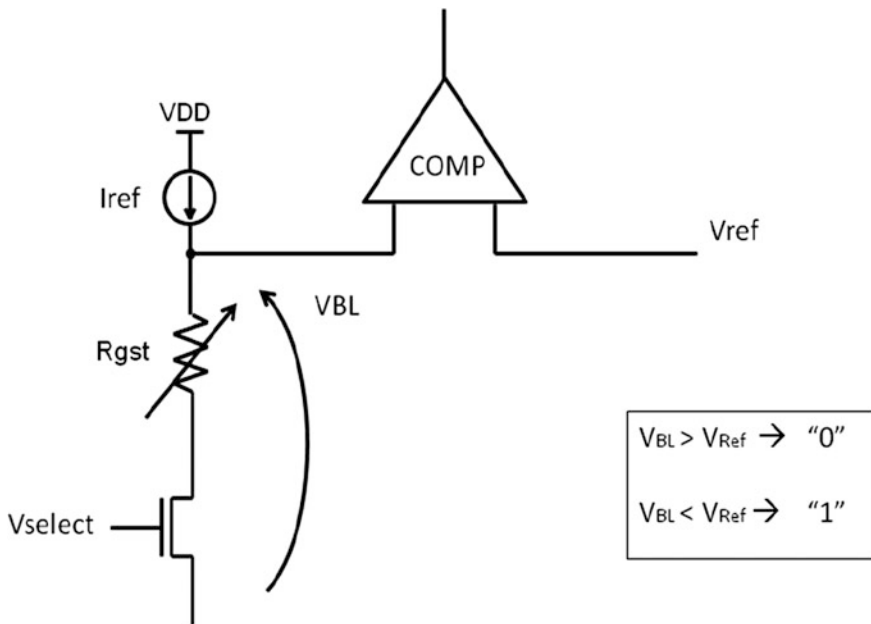 VDD
Iref
COMP
Vref
VBL
Rgst
Vselect
VBL > VRef → “0”
VBL < VRef → “1”